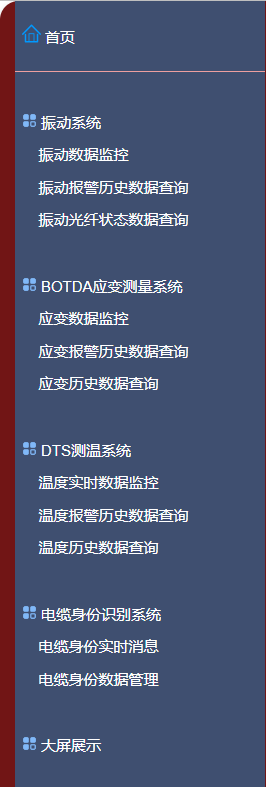 首页
振动系统
振动数据监控
振动报警历史数据查询
振动光纤状态数据查询
BOTDA应变测量系统
应变数据监控
应变报警历史数据查询
应变历史数据查询
DTS测温系统
温度实时数据监控
温度报警历史数据查询
温度历史数据查询
电缆身份识别系统
电缆身份实时消息
电缆身份数据管理
大屏展示